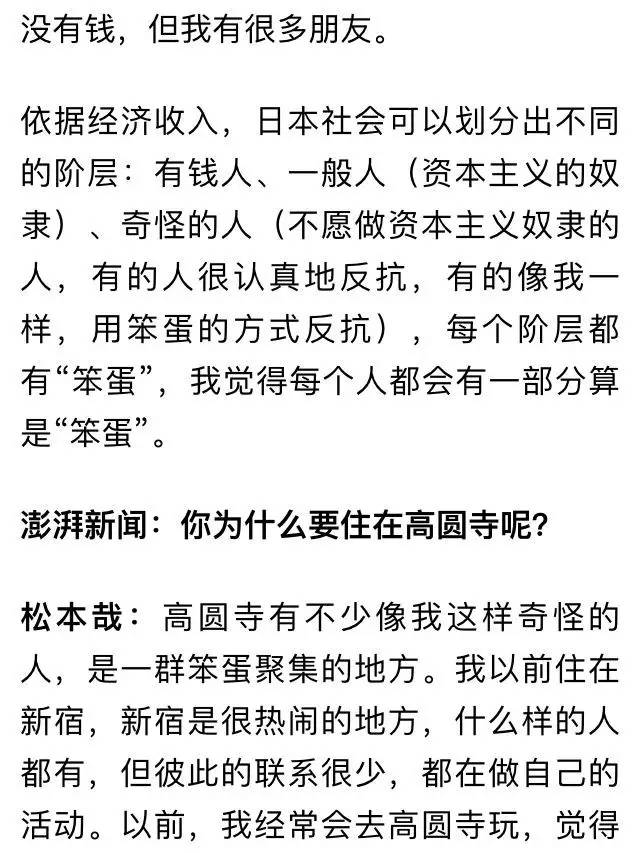 没有钱，但我有很多朋友。
依据经济收入，日本社会可以划分出不同
的阶层：有钱人、一般人（资本主义的奴
隶）、奇怪的人（不愿做资本主义奴隶的
人，有的人很认真地反抗，有的像我一
样，用笨蛋的方式反抗），每个阶层都
有“笨蛋”，我觉得每个人都会有一部分算
是“笨蛋”。
澎湃新闻：你为什么要住在高圆寺呢？
松本哉：高圆寺有不少像我这样奇怪的
人，是一群笨蛋聚集的地方。我以前住在
新宿，新宿是很热闹的地方，什么样的人
都有，但彼此的联系很少，都在做自己的
活动。以前，我经常会去高圆寺玩，觉得